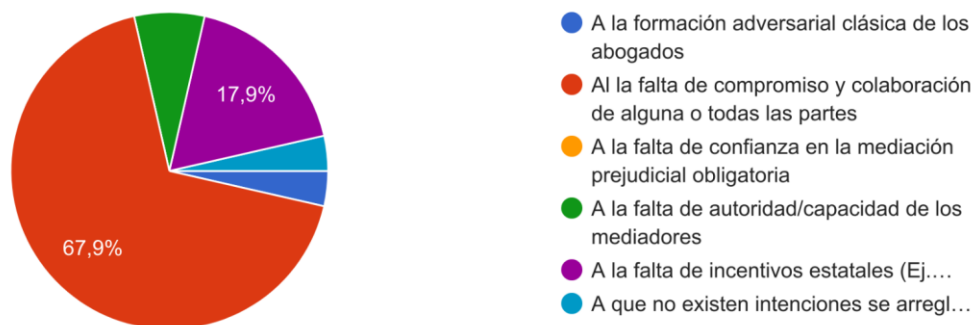 17,9%
67,9%
A la formación adversarial clásica de los
abogados
Al la falta de compromiso y colaboración
de alguna o todas las partes
A la falta de confianza en la mediación
prejudicial obligatoria
A la falta de autoridad/capacidad de los
mediadores
A la falta de incentivos estatales (Ej.…
A que no existen intenciones se arregl…